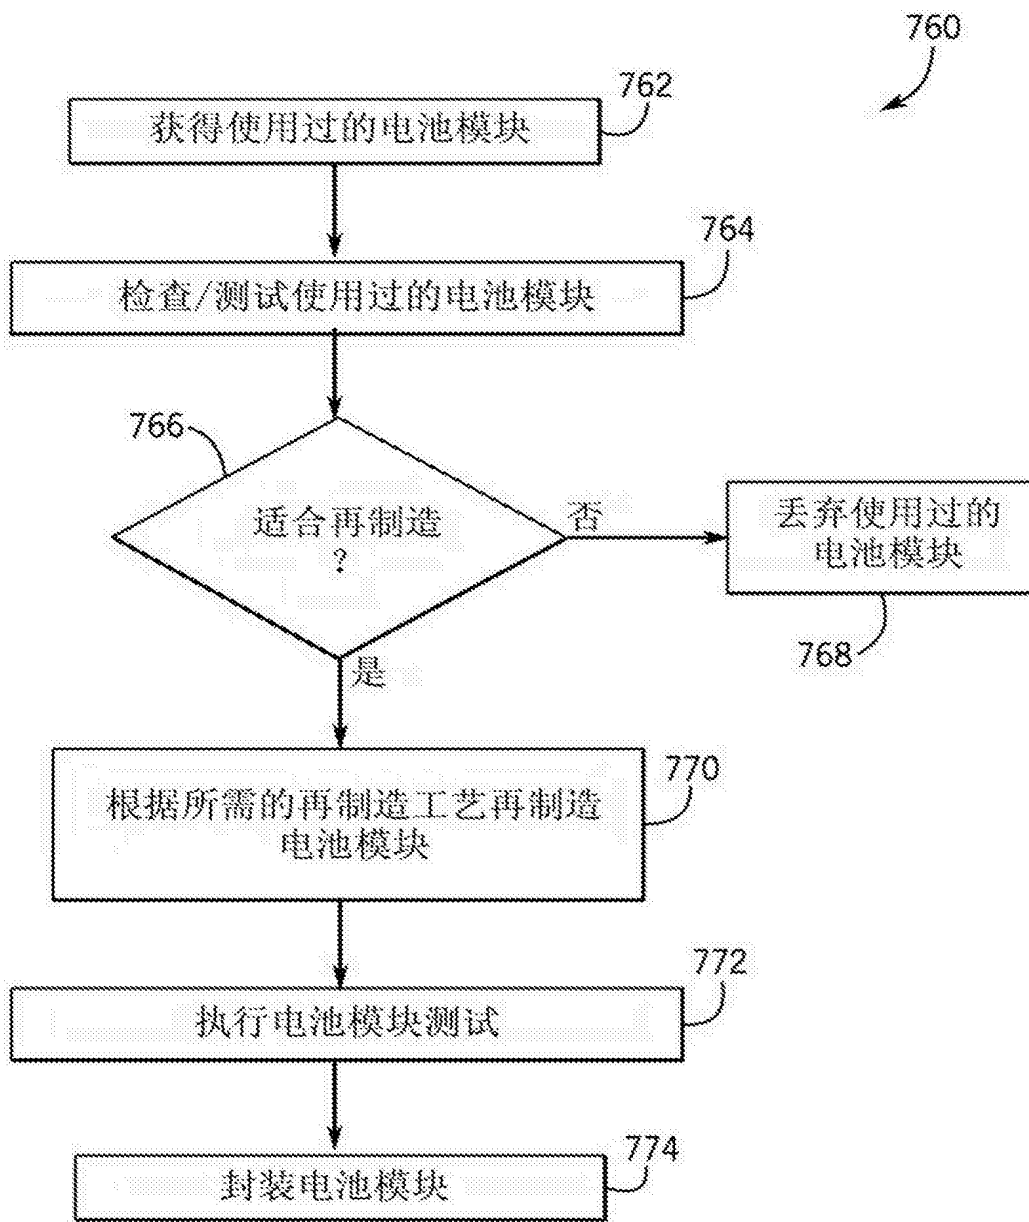 760
762
获得使用过的电池模块
764
检查/测试使用过的电池模块
766
适合再制造
?
否
丢弃使用过的
电池模块
768
是
770
根据所需的再制造工艺再制造
电池模块
772
执行电池模块测试
774
封装电池模块